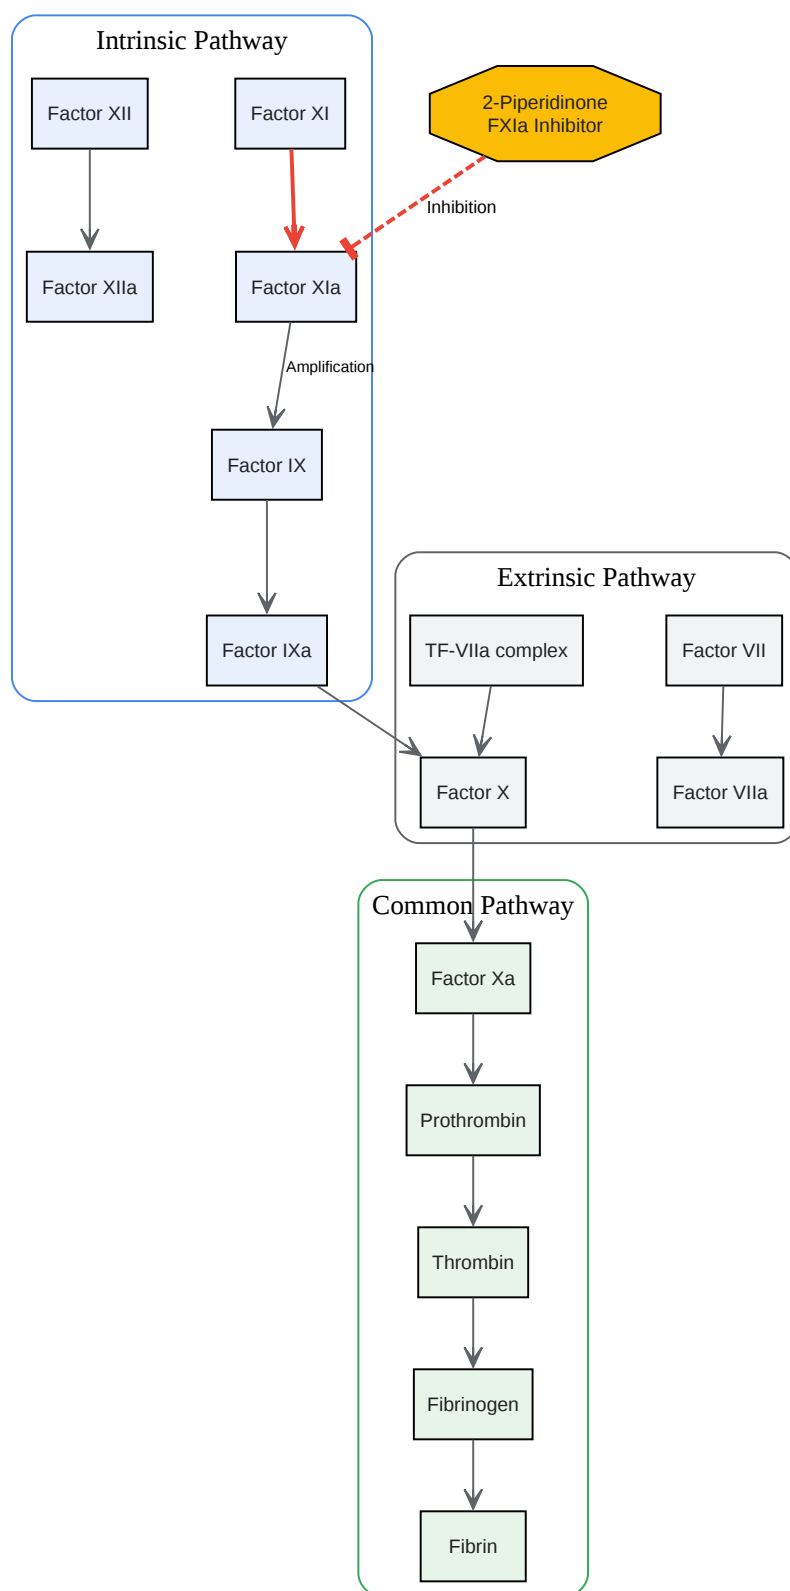 Intrinsic Pathway
Factor XII
Factor XI
2-Piperidinone
FXIa Inhibitor
Inhibition
Factor XIIa
Factor XIa
Amplification
Factor IX
Extrinsic Pathway
Factor IXa
TF-VIIa complex
Factor VII
Factor X
Factor VIIa
Common Pathway
Factor Xa
Prothrombin
Thrombin
Fibrinogen
Fibrin